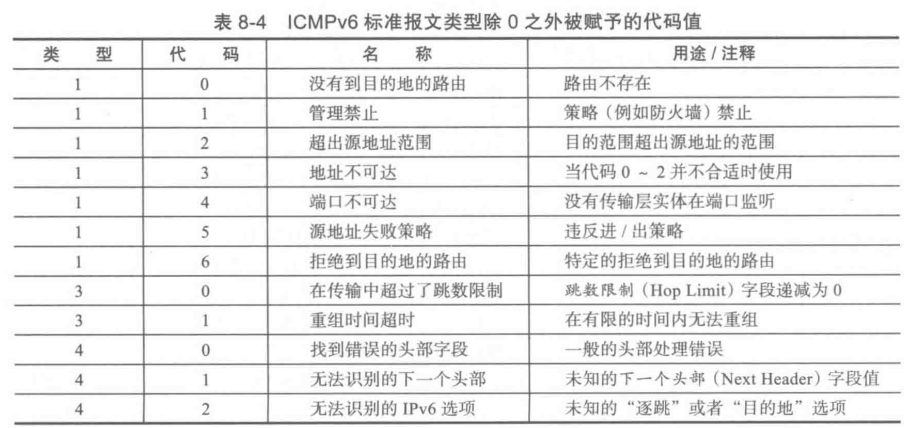 表 8-4 ICMPv6 标准报文类型除 0 之外被赋予的代码值
类 型 代 码 名 称 用途 / 注释
1 0 没有到目的地的路由 路由不存在
1 1 管理禁止 策略（例如防火墙）禁止
1 2 超出源地址范围 目的范围超出源地址的范围
1 3 地址不可达 当代码 0 ~ 2 并不合适时使用
1 4 端口不可达 没有传输层实体在端口监听
1 5 源地址失败策略 违反进 / 出策略
1 6 拒绝到目的地的路由 特定的拒绝到目的地的路由
3 0 在传输中超过了跳数限制 跳数限制（Hop Limit）字段递减为 0
3 1 重组时间超时 在有限的时间内无法重组
4 0 找到错误的头部字段 一般的头部处理错误
4 1 无法识别的下一个头部 未知的下一个头部（Next Header）字段值
4 2 无法识别的 IPv6 选项 未知的“逐跳”或者“目的地”选项